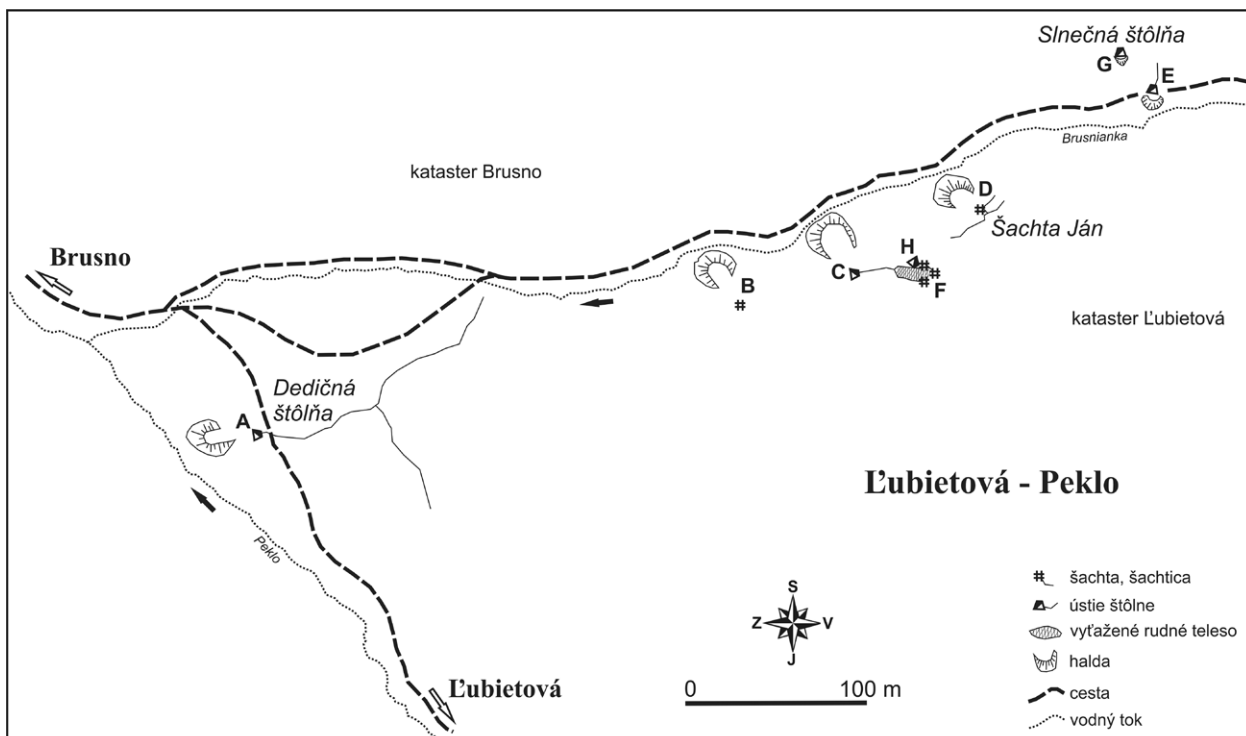 Slnečná štôlňa
G
E
Brusnianka
kataster Brusno
D
Šachta Ján
Brusno
H
C
B
F
kataster Ľubietová
Dedičná
štôlňa
A
Ľubietová - Peklo
Peklo
šachta, šachtica
ústie štôlne
vyťažené rudné teleso
halda
cesta
vodný tok
S
Z
V
J
0
100 m
Ľubietová